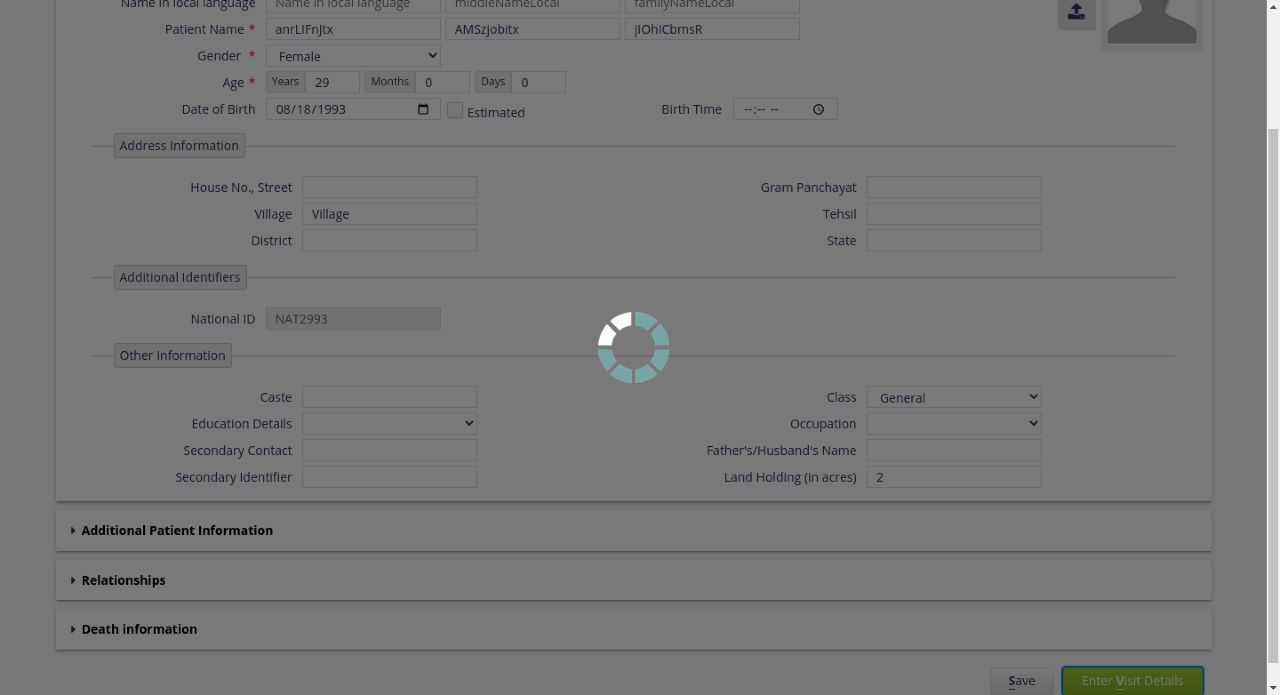 Name in local language Name in local language middleNameLocal familyNameLocal
Patient Name * anrLIFnJtx AMSzjobitx jIOhICbmsR
Gender * Female
Age * Years 29 Months 0 Days 0
Date of Birth 08/18/1993 Estimated Birth Time --:-- --
Address Information
House No., Street Gram Panchayat
Village Village Tehsil
District State
Additional Identifiers
National ID NAT2993
Other Information
Caste Class General
Education Details Occupation
Secondary Contact Father's/Husband's Name
Secondary Identifier Land Holding (in acres) 2
Additional Patient Information
Relationships
Death information
Save Enter Visit Details